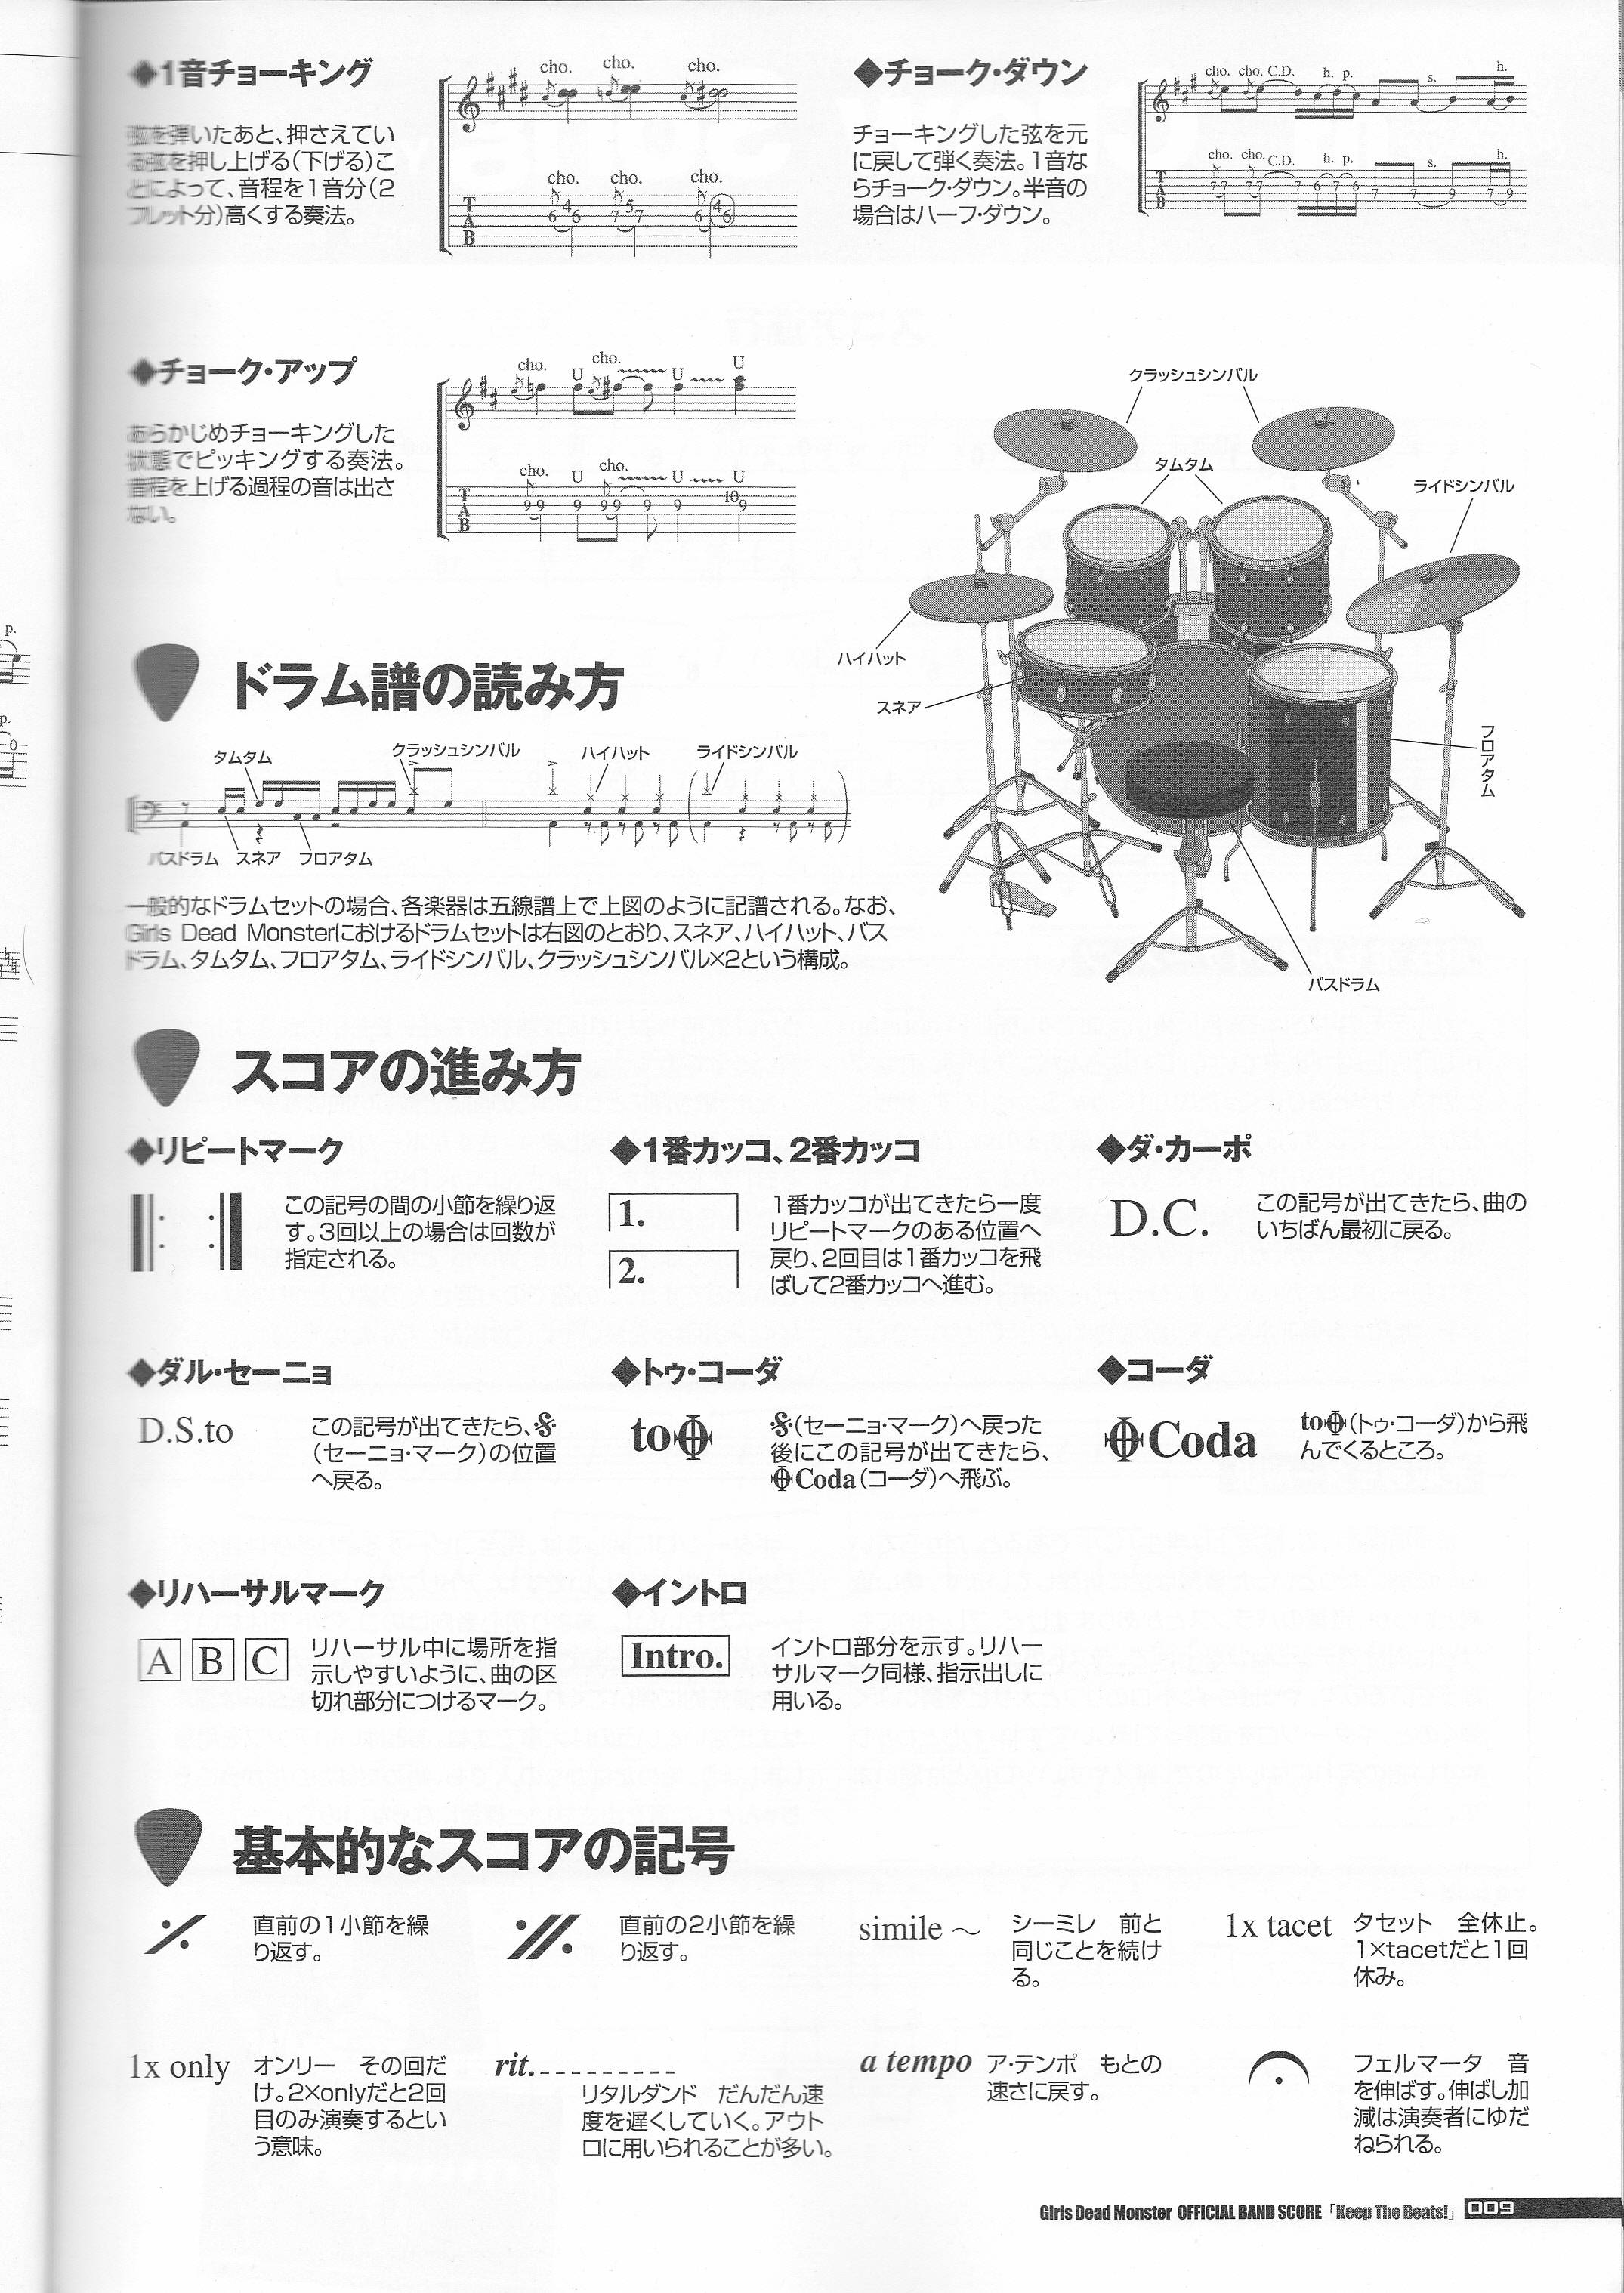 ◆1音チョーキング
弦を弾いたあと、押さえてい
る弦を押し上げる(下げる)こ
とによって、音程を1音分(2
フレット分)高くする奏法。
cho. cho. cho.
cho. cho. cho.
T
A
B
6 4 6 7 5 7 6 4 6
◆チョーク・ダウン
チョーキングした弦を元
に戻して弾く奏法。1音な
らチョーク・ダウン。半音の
場合はハーフ・ダウン。
cho. cho. C.D. h. p. s. h.
cho. cho. C.D. h. p. s. h.
T
A
B
7 7 7 7 7 6 7 6 7 7 9 7 9
◆チョーク・アップ
あらかじめチョーキングした
状態でピッキングする奏法。
音程を上げる過程の音は出さ
ない。
cho. U cho. U U
cho. U cho. U U
T
A
B
9 9 9 9 9 9 9 10 9
クラッシュシンバル
タムタム
ライドシンバル
ハイハット
スネア
フロアタム
バスドラム
ドラム譜の読み方
タムタム クラッシュシンバル ハイハット ライドシンバル
バスドラム スネア フロアタム
一般的なドラムセットの場合、各楽器は五線譜上で上図のように記譜される。なお、
Girls Dead Monsterにおけるドラムセットは右図のとおり、スネア、ハイハット、バス
ドラム、タムタム、フロアタム、ライドシンバル、クラッシュシンバル×2という構成。
スコアの進み方
◆リピートマーク
この記号の間の小節を繰り返
す。3回以上の場合は回数が
指定される。
◆1番カッコ、2番カッコ
1.
2.
1番カッコが出てきたら一度
リピートマークのある位置へ
戻り、2回目は1番カッコを飛
ばして2番カッコへ進む。
◆ダ・カーポ
D.C.
この記号が出てきたら、曲の
いちばん最初に戻る。
◆ダル・セーニョ
D.S.to
この記号が出てきたら、𝄋
(セーニョ・マーク)の位置
へ戻る。
◆トゥ・コーダ
to𝄌
𝄋(セーニョ・マーク)へ戻った
後にこの記号が出てきたら、
𝄌Coda(コーダ)へ飛ぶ。
◆コーダ
𝄌Coda
to𝄌(トゥ・コーダ)から飛
んでくるところ。
◆リハーサルマーク
A B C
リハーサル中に場所を指
示しやすいように、曲の区
切れ部分につけるマーク。
◆イントロ
Intro.
イントロ部分を示す。リハー
サルマーク同様、指示出しに
用いる。
基本的なスコアの記号
直前の1小節を繰
り返す。
直前の2小節を繰
り返す。
simile ～
シーミレ　前と
同じことを続け
る。
1x tacet
タセット　全休止。
1×tacetだと1回
休み。
1x only
オンリー　その回だ
け。2×onlyだと2回
目のみ演奏するとい
う意味。
rit.----------
リタルダンド　だんだん速
度を遅くしていく。アウト
ロに用いられることが多い。
a tempo
ア・テンポ　もとの
速さに戻す。
フェルマータ　音
を伸ばす。伸ばし加
減は演奏者にゆだ
ねられる。
Girls Dead Monster OFFICIAL BAND SCORE「Keep The Beats!」 009
p.
p.
0